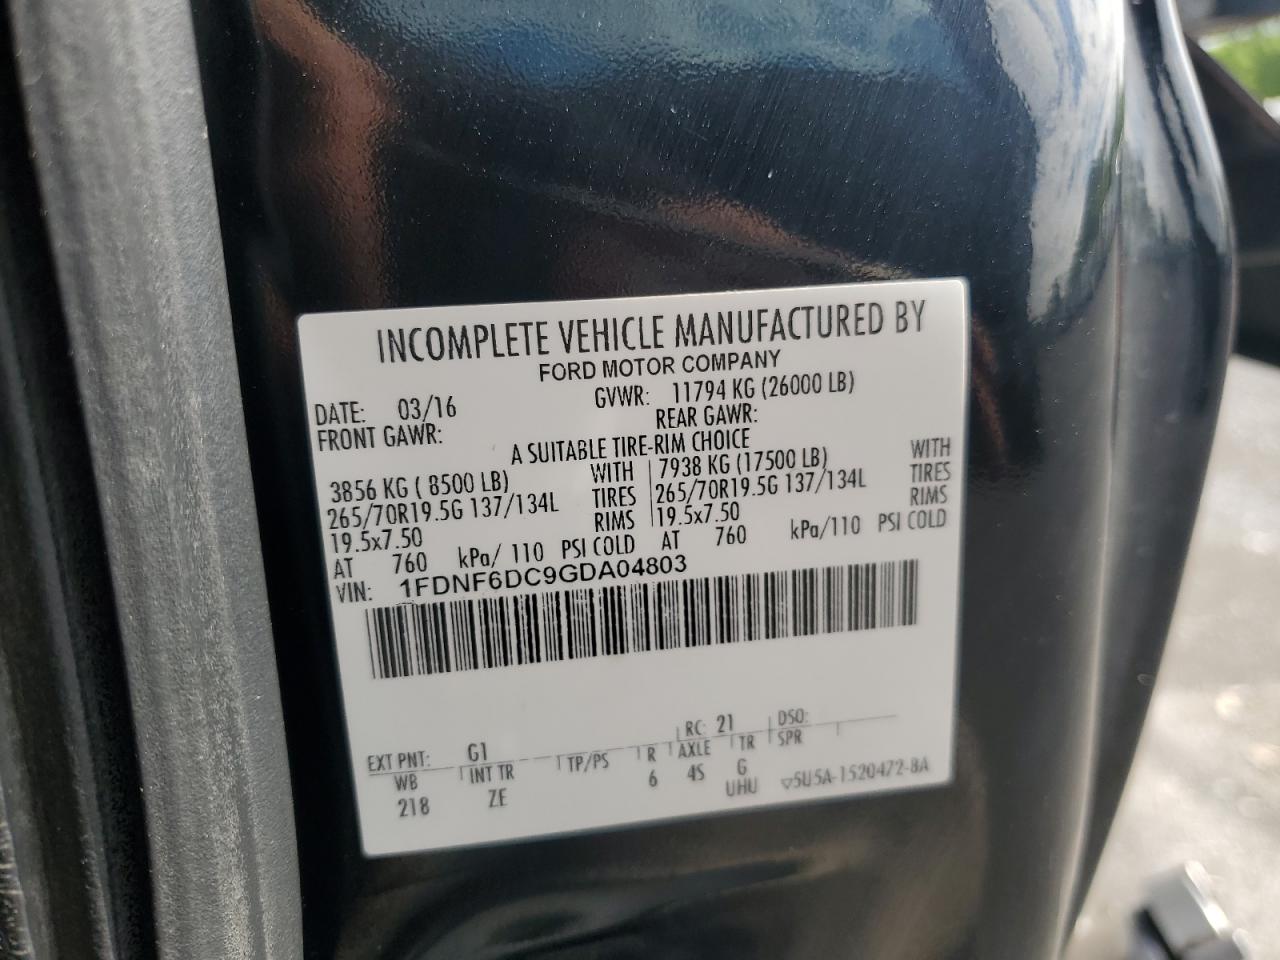 INCOMPLETE VEHICLE MANUFACTURED BY
FORD MOTOR COMPANY
DATE: 03/16 GVWR: 11794 KG (26000 LB)
FRONT GAWR: REAR GAWR:
A SUITABLE TIRE-RIM CHOICE
3856 KG ( 8500 LB) WITH 7938 KG (17500 LB) WITH
265/70R19.5G 137/134L TIRES 265/70R19.5G 137/134L TIRES
19.5x7.50 RIMS 19.5x7.50 RIMS
AT 760 kPa/ 110 PSI COLD AT 760 kPa/110 PSI COLD
VIN: 1FDNF6DC9GDA04803
EXT PNT: G1 RC: 21 DSO:
WB INT TR TP/PS R AXLE TR SPR
218 ZE 6 4S G
UHU ▽5U5A-1520472-8A